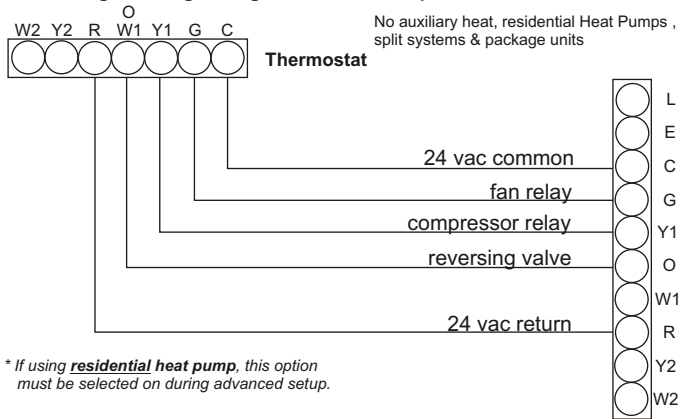 O
W2 Y2 R W1 Y1 G C
Thermostat
No auxiliary heat, residential Heat Pumps ,
split systems & package units
L
E
24 vac common C
fan relay G
compressor relay Y1
reversing valve O
W1
24 vac return R
Y2
W2
* If using residential heat pump, this option
must be selected on during advanced setup.